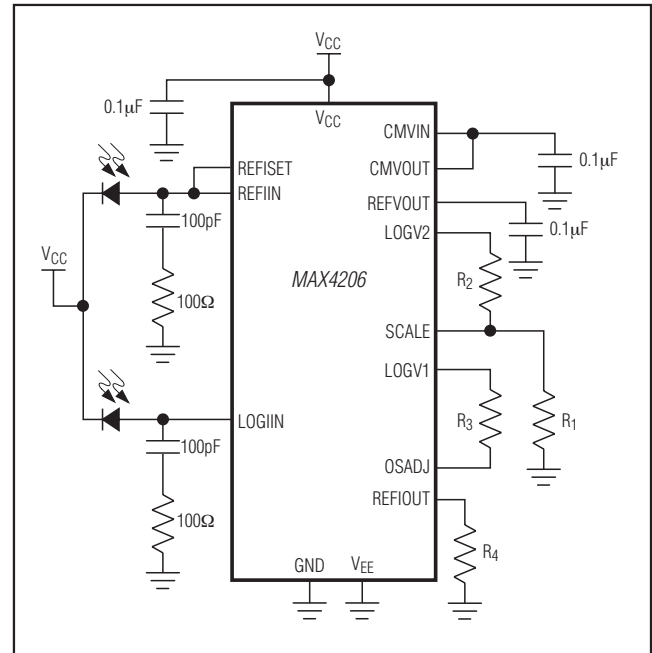 VCC
0.1μF
VCC
CMVIN
CMVOUT
0.1μF
REFISET
REFIIN
REFVOUT
0.1μF
100pF
LOGV2
VCC
MAX4206
R2
100Ω
SCALE
LOGV1
R3
R1
LOGIIN
100pF
OSADJ
REFIOUT
100Ω
R4
GND
VEE